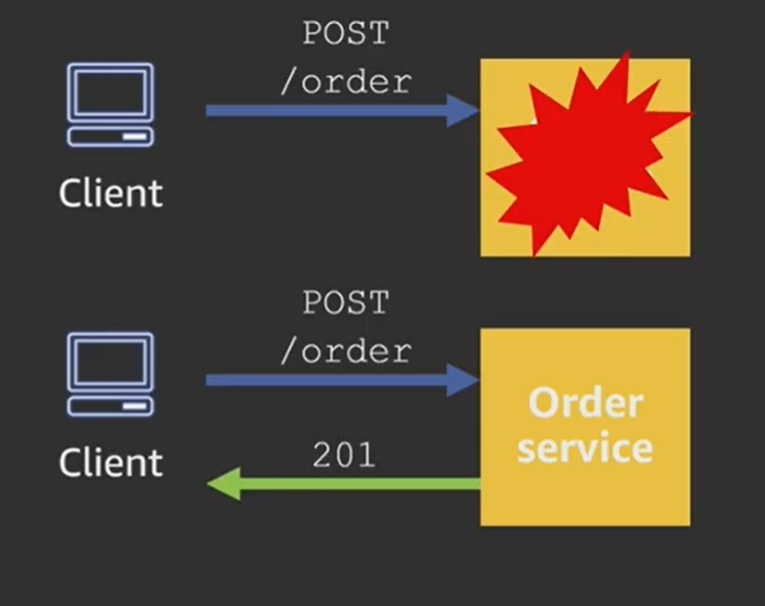 POST
/order
Client
POST
/order
Order
service
201
Client